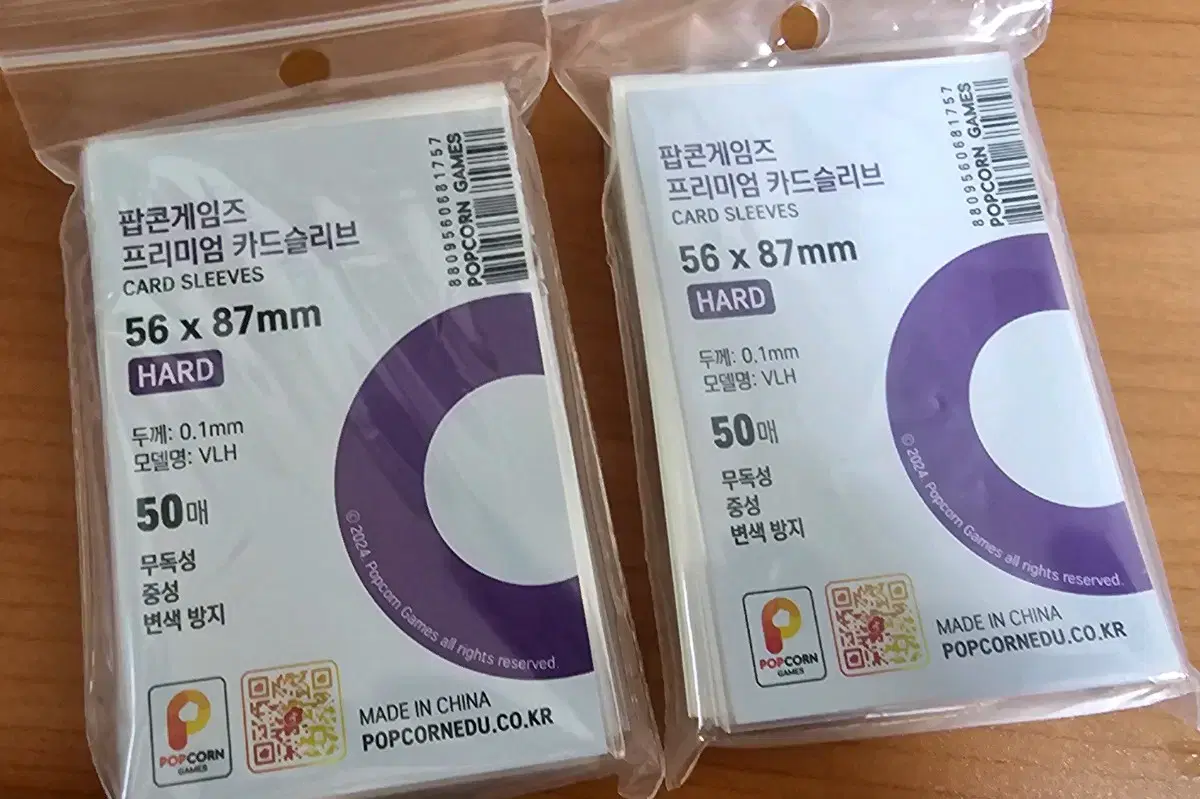 팝콘게임즈
프리미엄 카드슬리브
CARD SLEEVES
56 x 87mm
HARD
두께: 0.1mm
모델명: VLH
50매
무독성
중성
변색 방지
8809560681757
POPCORN GAMES
© 2024 Popcorn Games all rights reserved.
POPCORN
GAMES
MADE IN CHINA
POPCORNEDU.CO.KR
팝콘게임즈
프리미엄 카드슬리브
CARD SLEEVES
56 x 87mm
HARD
두께: 0.1mm
모델명: VLH
50매
무독성
중성
변색 방지
8809560681757
POPCORN GAMES
© 2024 Popcorn Games all rights reserved.
POPCORN
GAMES
MADE IN CHINA
POPCORNEDU.CO.KR